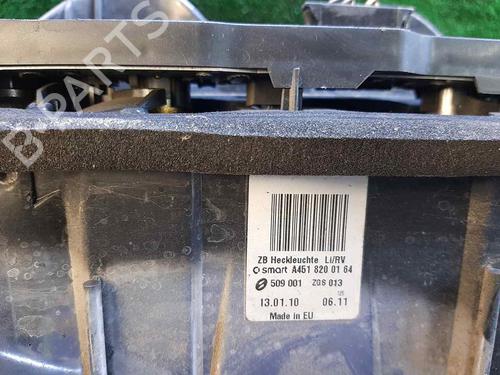 B-PARTS
ZB Heckleuchte Li/RV
smart A451 820 01 64
509 001 ZGS 013
13.01.10 06.11
Made in EU